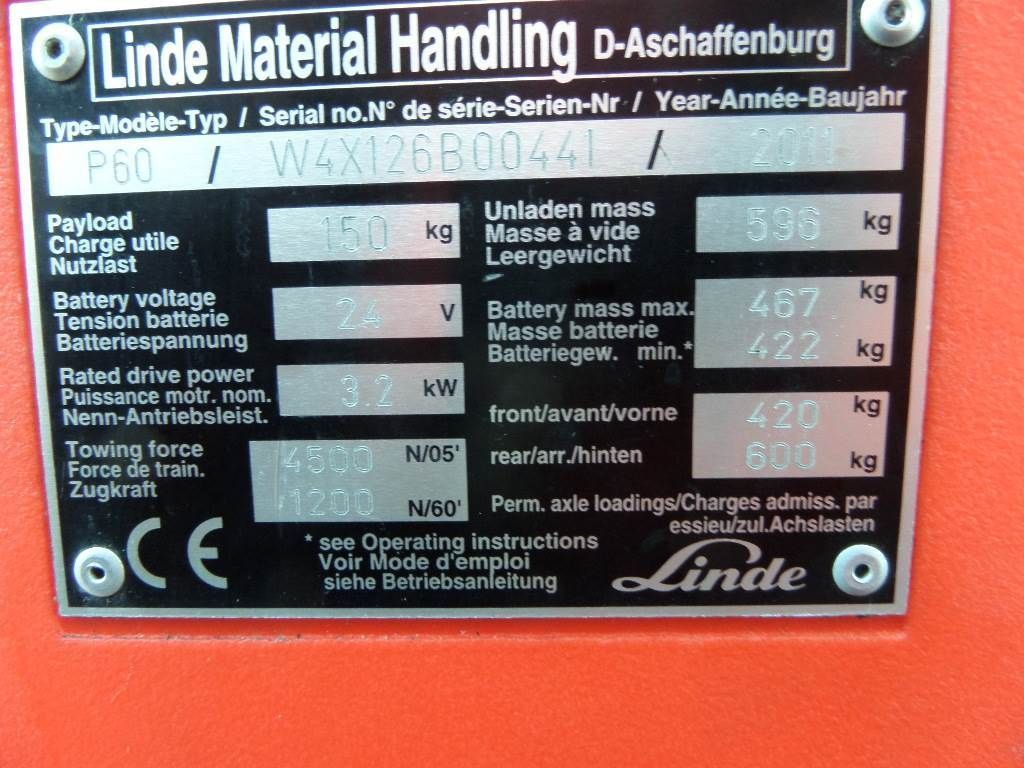 Linde Material Handling D-Aschaffenburg
Type-Modèle-Typ / Serial no.N° de série-Serien-Nr / Year-Année-Baujahr
P60 / W4X126B00441 / 2011
Payload
Charge utile
Nutzlast
150 kg
Unladen mass
Masse à vide
Leergewicht
596 kg
Battery voltage
Tension batterie
Batteriespannung
24 V
Battery mass max.
Masse batterie
Batteriegew. min.*
467 kg
422 kg
Rated drive power
Puissance motr. nom.
Nenn-Antriebsleist.
3.2 kW
front/avant/vorne
420 kg
rear/arr./hinten
600 kg
Towing force
Force de train.
Zugkraft
4500 N/05'
1200 N/60'
Perm. axle loadings/Charges admiss. par
essieu/zul.Achslasten
CE
* see Operating instructions
Voir Mode d'emploi
siehe Betriebsanleitung
Linde